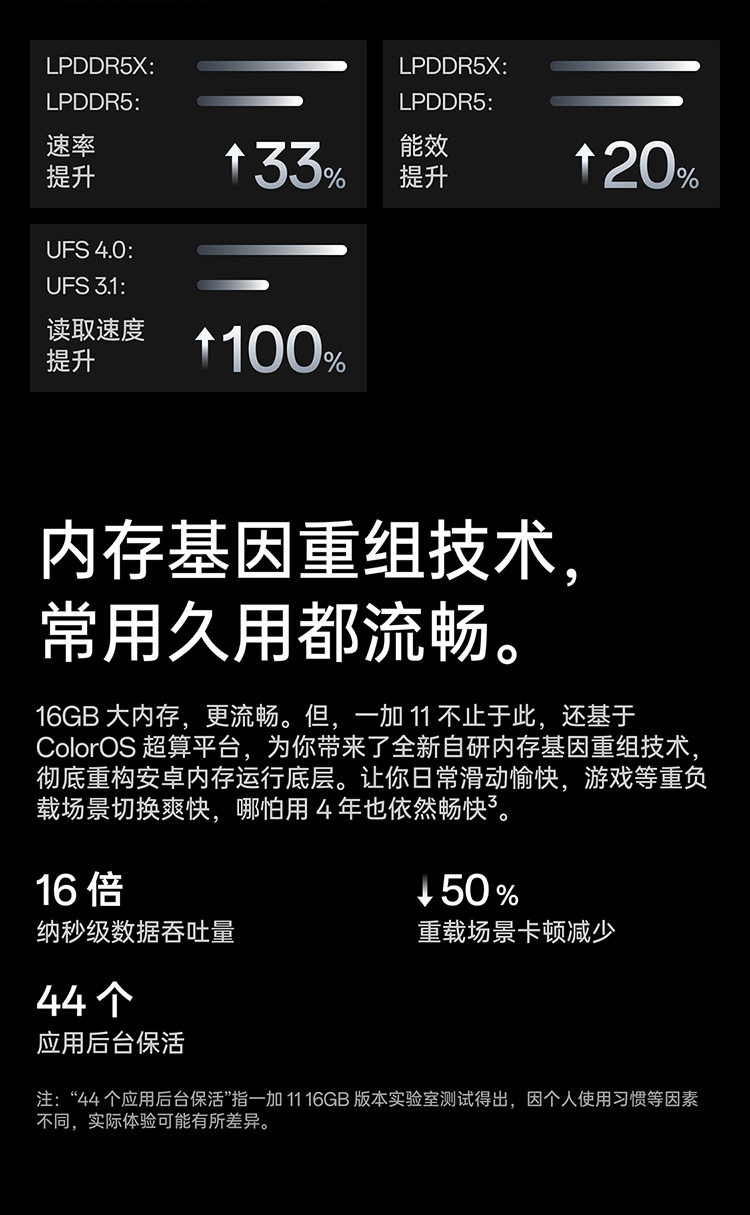 LPDDR5X:
LPDDR5:
速率
提升
↑33%
LPDDR5X:
LPDDR5:
能效
提升
↑20%
UFS 4.0:
UFS 3.1:
读取速度
提升
↑100%
内存基因重组技术，
常用久用都流畅。
16GB 大内存，更流畅。但，一加 11 不止于此，还基于
ColorOS 超算平台，为你带来了全新自研内存基因重组技术，
彻底重构安卓内存运行底层。让你日常滑动愉快，游戏等重负
载场景切换爽快，哪怕用 4 年也依然畅快³。
16 倍
纳秒级数据吞吐量
↓50 %
重载场景卡顿减少
44 个
应用后台保活
注：“44 个应用后台保活”指一加 11 16GB 版本实验室测试得出，因个人使用习惯等因素
不同，实际体验可能有所差异。